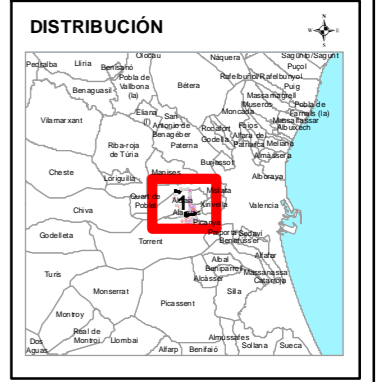 DISTRIBUCIÓN
N
S
E
Olocau
Náquera
Sagunto/Sagunt
Pedralba
Llíria
Benisanó
Puçol
Pobla de
Vallbona
(la)
Rafelbuñol/Rafelbunyol
Benaguasil
Bétera
Puig
Massamagrell
Museros
Pobla de
Farnals (la)
Moncada
Massalfassar
Albuixech
Eliana
(l')
San
Antonio de
Benagéber
Vilamarxant
Rocafort
Foios
Alfara del
Patriarca
Meliana
Godella
Riba-roja
de Túria
Paterna
Almàssera
Burjassot
Cheste
Loriguilla
Manises
Alboraya
Mislata
Quart de
Poblet
Aldaia
1
Xirivella
Valencia
Chiva
Alaquàs
Picanya
Godelleta
Torrent
Paiporta
Sedaví
Benetússer
Alfafar
Albal
Beniparrell
Massanassa
Catarroja
Turís
Alcàsser
Monserrat
Silla
Picassent
Montroy
Real de
Montroi
Llombai
Almussafes
Dos
Aguas
Alfarp
Benifaió
Sollana
Sueca